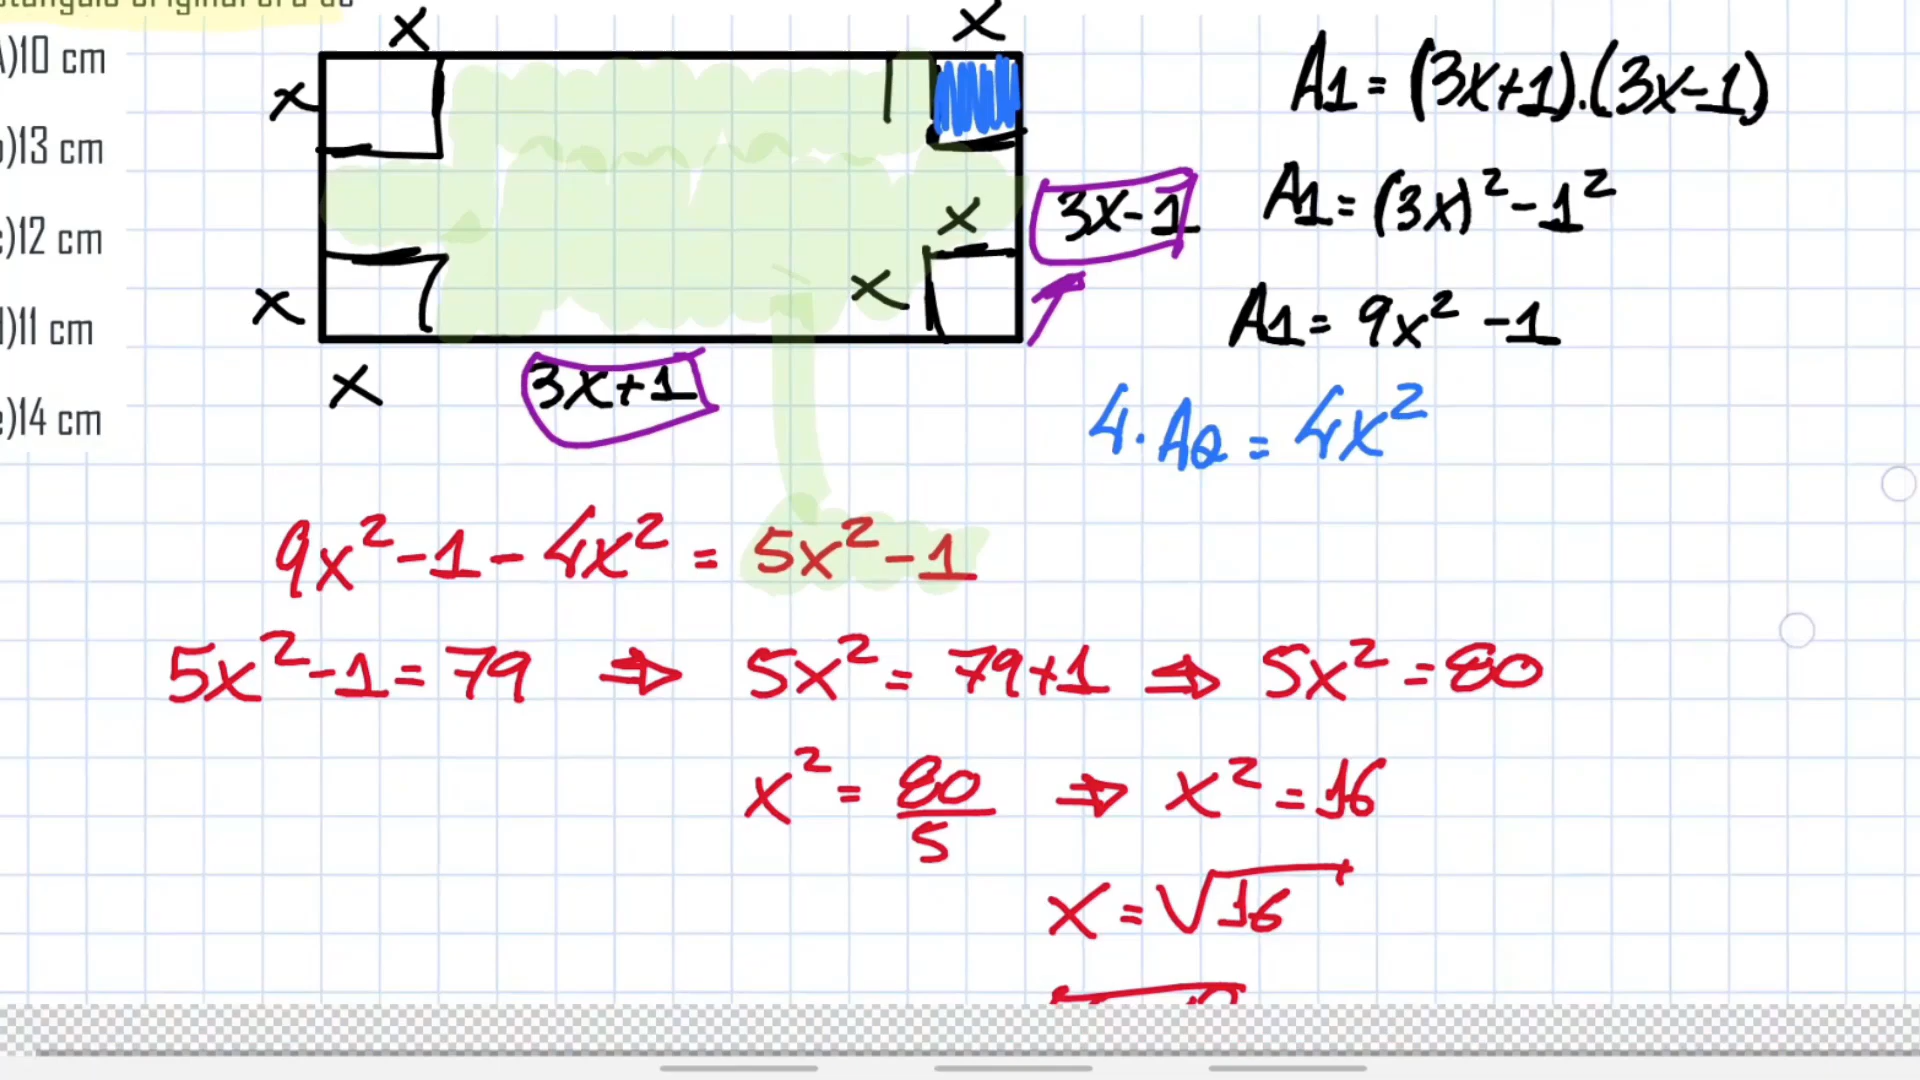 x
x
A)10 cm
x
A1 = (3x+1).(3x-1)
)13 cm
3x-1
A1 = (3x)² - 1²
)12 cm
x
x
x
)11 cm
A1 = 9x² - 1
x
3x+1
)14 cm
4. AQ = 4x²
9x² - 1 - 4x² = 5x² - 1
5x² - 1 = 79 ⇒ 5x² = 79+1 ⇒ 5x² = 80
x² = 80/5 ⇒ x² = 16
x = √16